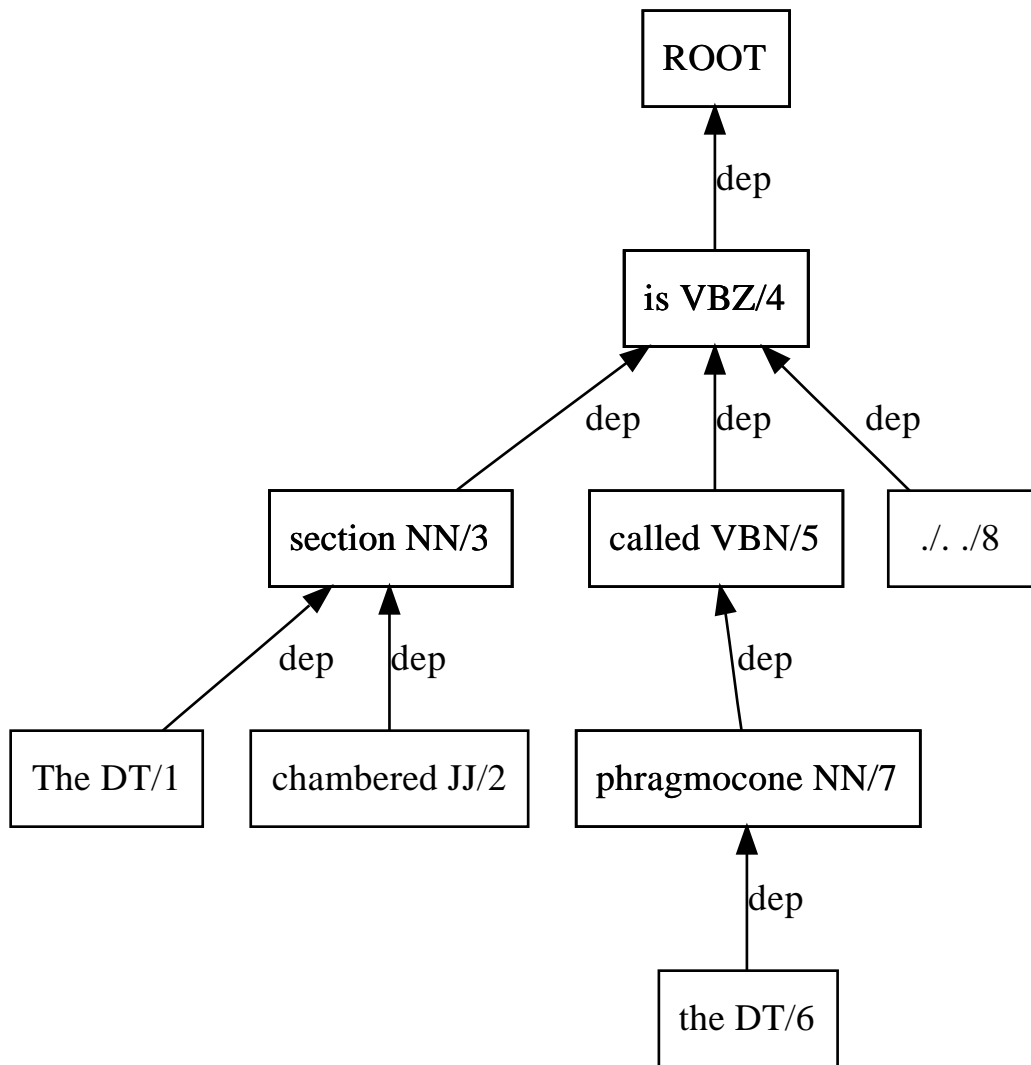 ROOT
dep
is VBZ/4
dep dep dep
section NN/3 called VBN/5 ./. ./8
dep dep dep
The DT/1 chambered JJ/2 phragmocone NN/7
dep
the DT/6